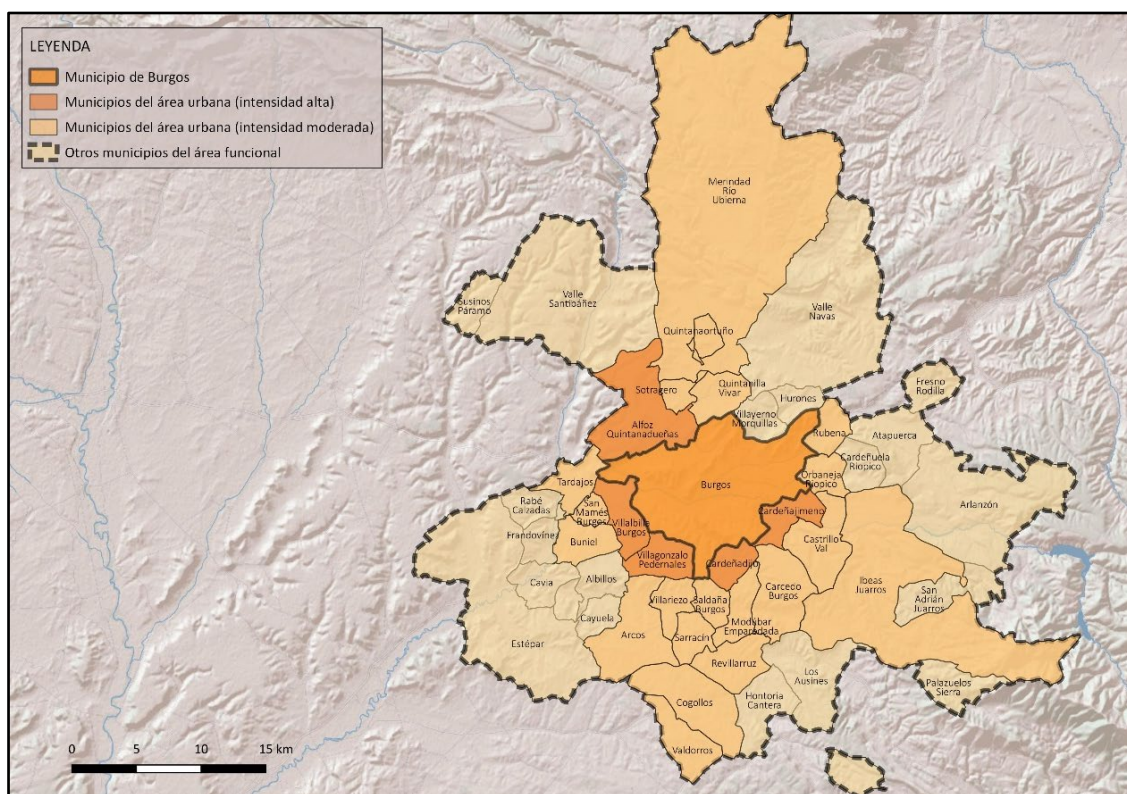 LEYENDA
Municipio de Burgos
Municipios del área urbana (intensidad alta)
Municipios del área urbana (intensidad moderada)
Otros municipios del área funcional
Merindad
Río
Ubierna
Susinos
Páramo
Valle
Santibáñez
Valle
Navas
Quintanaortuño
Fresno
Rodilla
Sotragero
Quintanilla
Vivar
Hurones
Villayerno
Morquillas
Alfoz
Quintanadueñas
Rubena
Atapuerca
Cardeñuela
Riopico
Tardajos
Burgos
Orbaneja
Riopico
Arlanzón
Rabé
Calzadas
San
Mamés
Burgos
Villalbilla
Burgos
Cardeñajimeno
Frandovínez
Buniel
Castrillo
Val
Villagonzalo
Pedernales
Cardeñadijo
Cavia
Albillos
Ibeas
Juarros
San
Adrián
Juarros
Carcedo
Burgos
Villariezo
Saldaña
Burgos
Cayuela
Modúbar
Emparedada
Estépar
Arcos
Sarracín
Revillarruz
Los
Ausines
Palazuelos
Sierra
Cogollos
Hontoria
Cantera
Valdorros
0 5 10 15 km